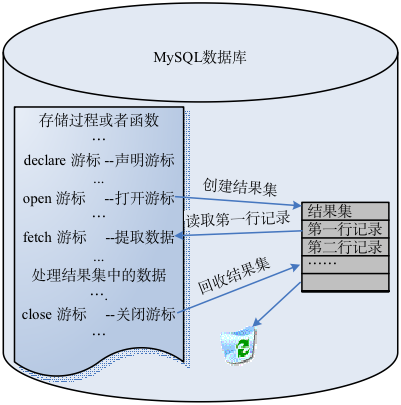 MySQL数据库
存储过程或者函数
…
declare 游标 --声明游标
...
open 游标 --打开游标
…
fetch 游标 --提取数据
...
处理结果集中的数据
….
close 游标 --关闭游标
…
创建结果集
读取第一行记录
回收结果集
结果集
第一行记录
第二行记录
……